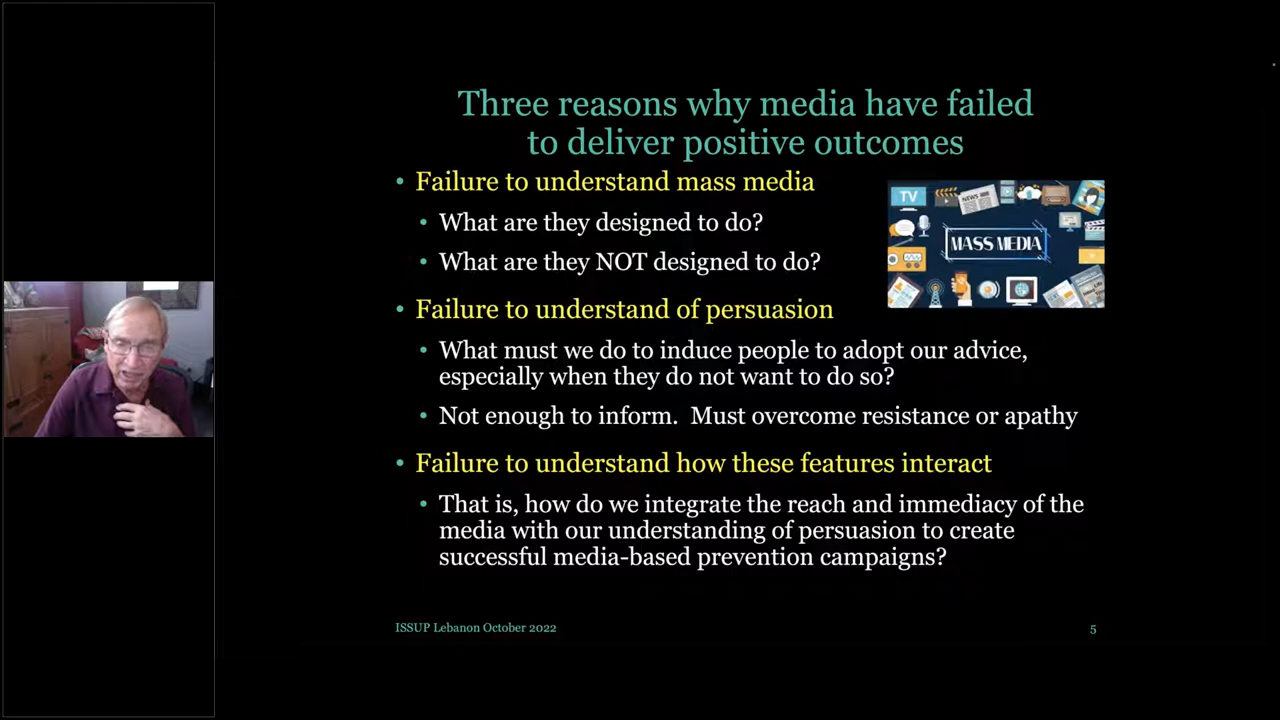 Three reasons why media have failed
to deliver positive outcomes
• Failure to understand mass media
• What are they designed to do?
• What are they NOT designed to do?
TV
NEWS
MASS MEDIA
• Failure to understand of persuasion
• What must we do to induce people to adopt our advice,
especially when they do not want to do so?
• Not enough to inform. Must overcome resistance or apathy
• Failure to understand how these features interact
• That is, how do we integrate the reach and immediacy of the
media with our understanding of persuasion to create
successful media-based prevention campaigns?
ISSUP Lebanon October 2022
5